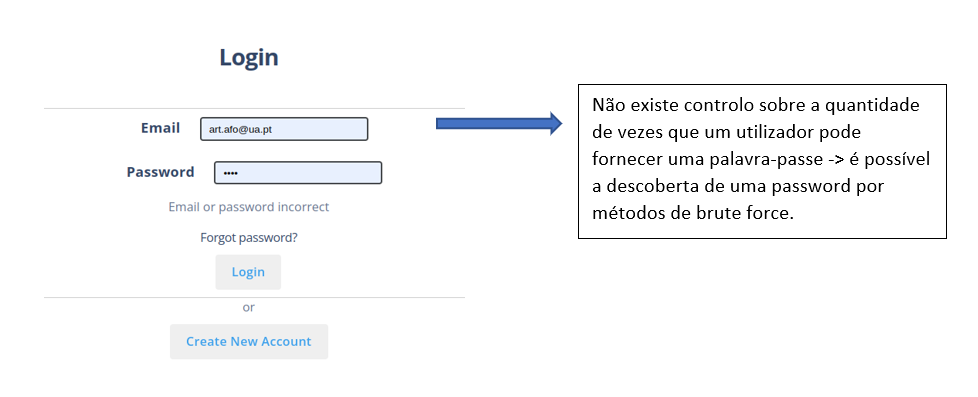 Login
Email
art.afo@ua.pt
Password
••••
Email or password incorrect
Forgot password?
Login
or
Create New Account
Não existe controlo sobre a quantidade
de vezes que um utilizador pode
fornecer uma palavra-passe -> é possível
a descoberta de uma password por
métodos de brute force.